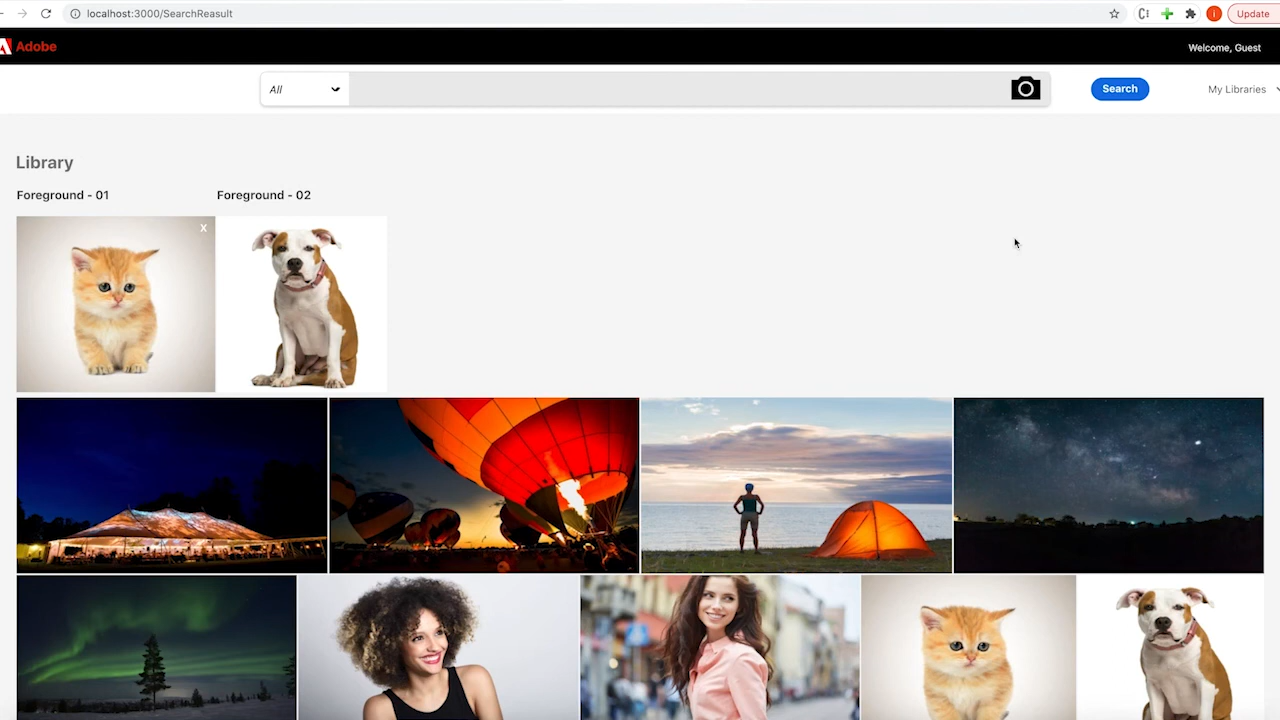 localhost:3000/SearchReasult
Update
Adobe
Welcome, Guest
All
Search
My Libraries
Library
Foreground - 01
Foreground - 02
X